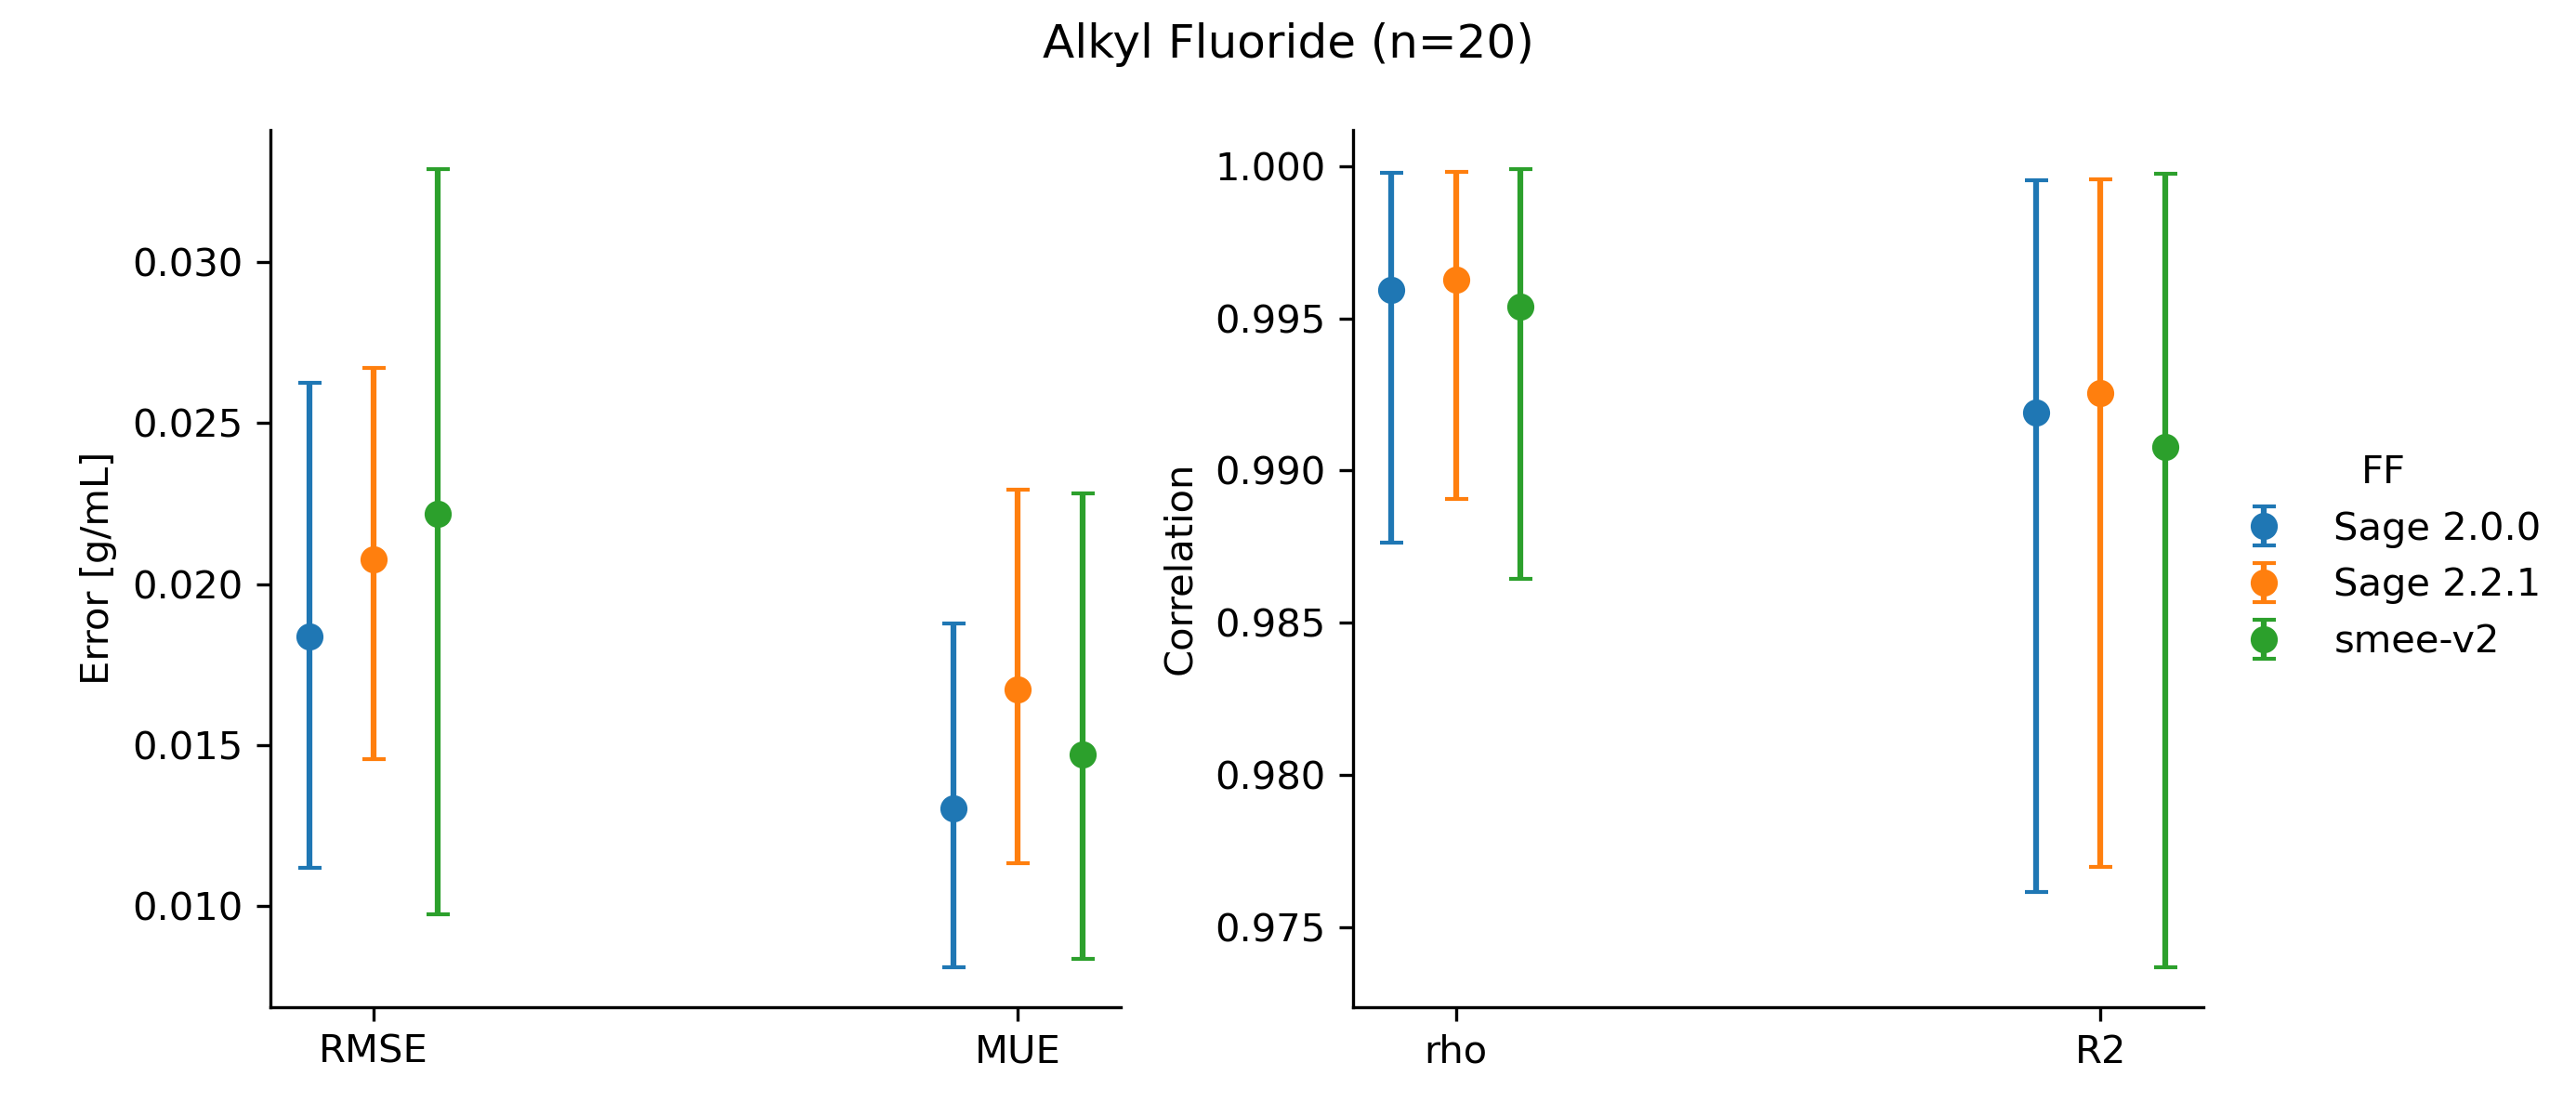 Alkyl Fluoride (n=20)
Error [g/mL]
0.030
0.025
0.020
0.015
0.010
RMSE
MUE
Correlation
1.000
0.995
0.990
0.985
0.980
0.975
rho
R2
FF
Sage 2.0.0
Sage 2.2.1
smee-v2